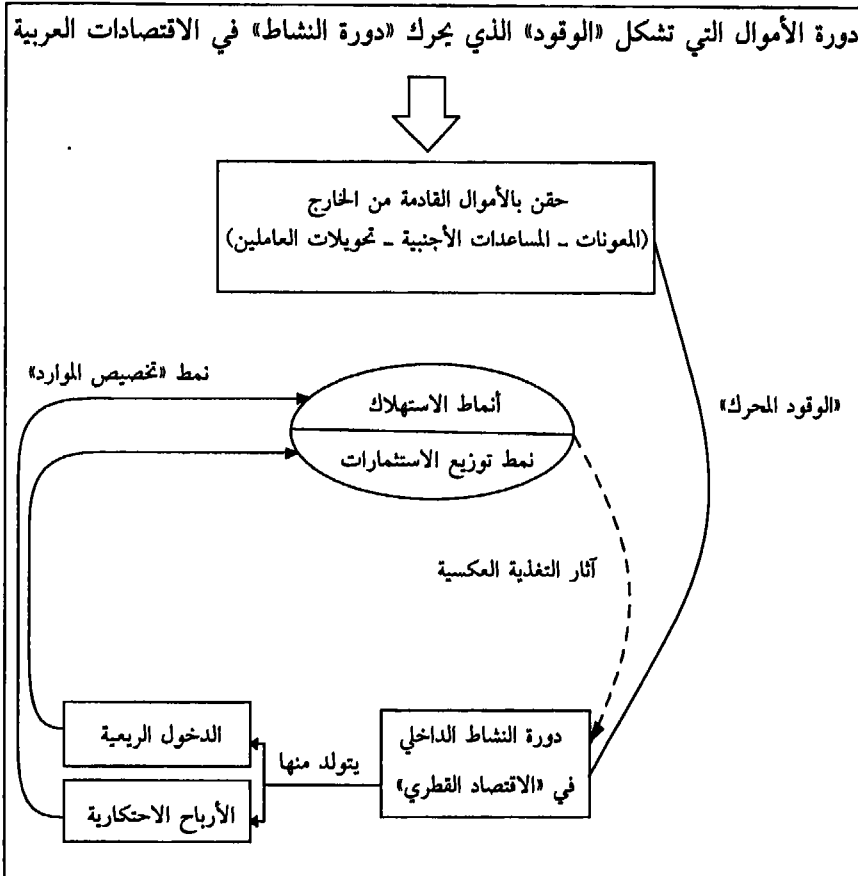 دورة الأموال التي تشكل «الوقود» الذي يحرك «دورة النشاط» في الاقتصادات العربية
حقن بالأموال القادمة من الخارج
(المعونات - المساعدات الأجنبية - تحويلات العاملين)
نمط «تخصيص الموارد»
أنماط الاستهلاك
«الوقود المحرك»
نمط توزيع الاستثمارات
آثار التغذية العكسية
دورة النشاط الداخلي
في «الاقتصاد القطري»
يتولد منها
الدخول الريعية
الأرباح الاحتكارية